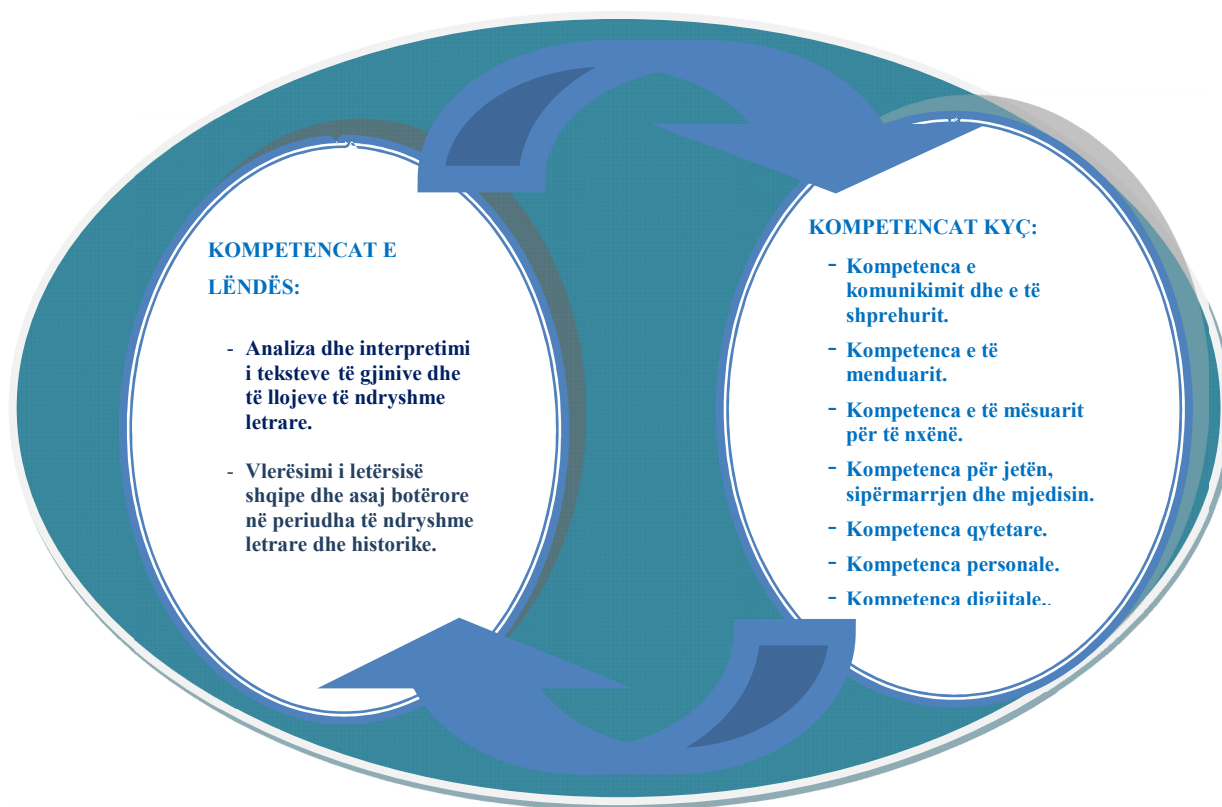 KOMPETENCAT E
LËNDËS:
- Analiza dhe interpretimi
i teksteve të gjinive dhe
të llojeve të ndryshme
letrare.
- Vlerësimi i letërsisë
shqipe dhe asaj botërore
në periudha të ndryshme
letrare dhe historike.
KOMPETENCAT KYÇ:
- Kompetenca e
komunikimit dhe e të
shprehurit.
- Kompetenca e të
menduarit.
- Kompetenca e të mësuarit
për të nxënë.
- Kompetenca për jetën,
sipërmarrjen dhe mjedisin.
- Kompetenca qytetare.
- Kompetenca personale.
- Kompetenca digjitale..